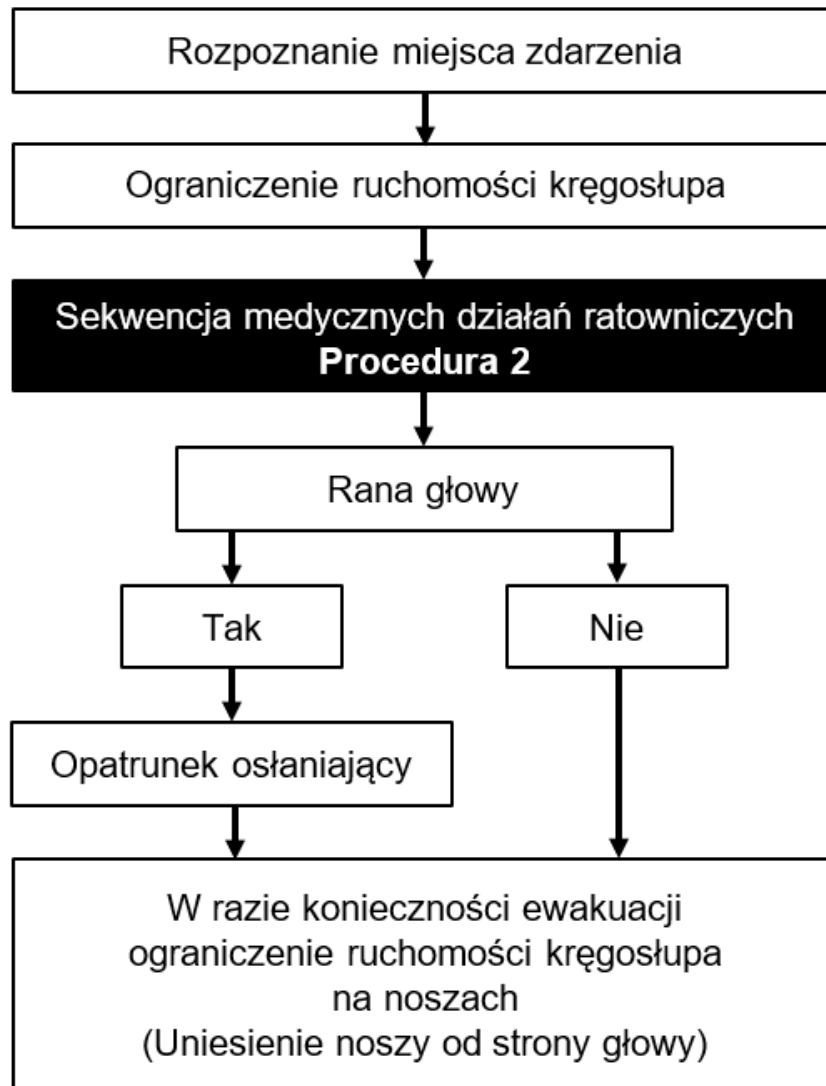 Rozpoznanie miejsca zdarzenia
Ograniczenie ruchomości kręgosłupa
Sekwencja medycznych działań ratowniczych
Procedura 2
Rana głowy
Tak
Nie
Opatrunek osłaniający
W razie konieczności ewakuacji
ograniczenie ruchomości kręgosłupa
na noszach
(Uniesienie noszy od strony głowy)